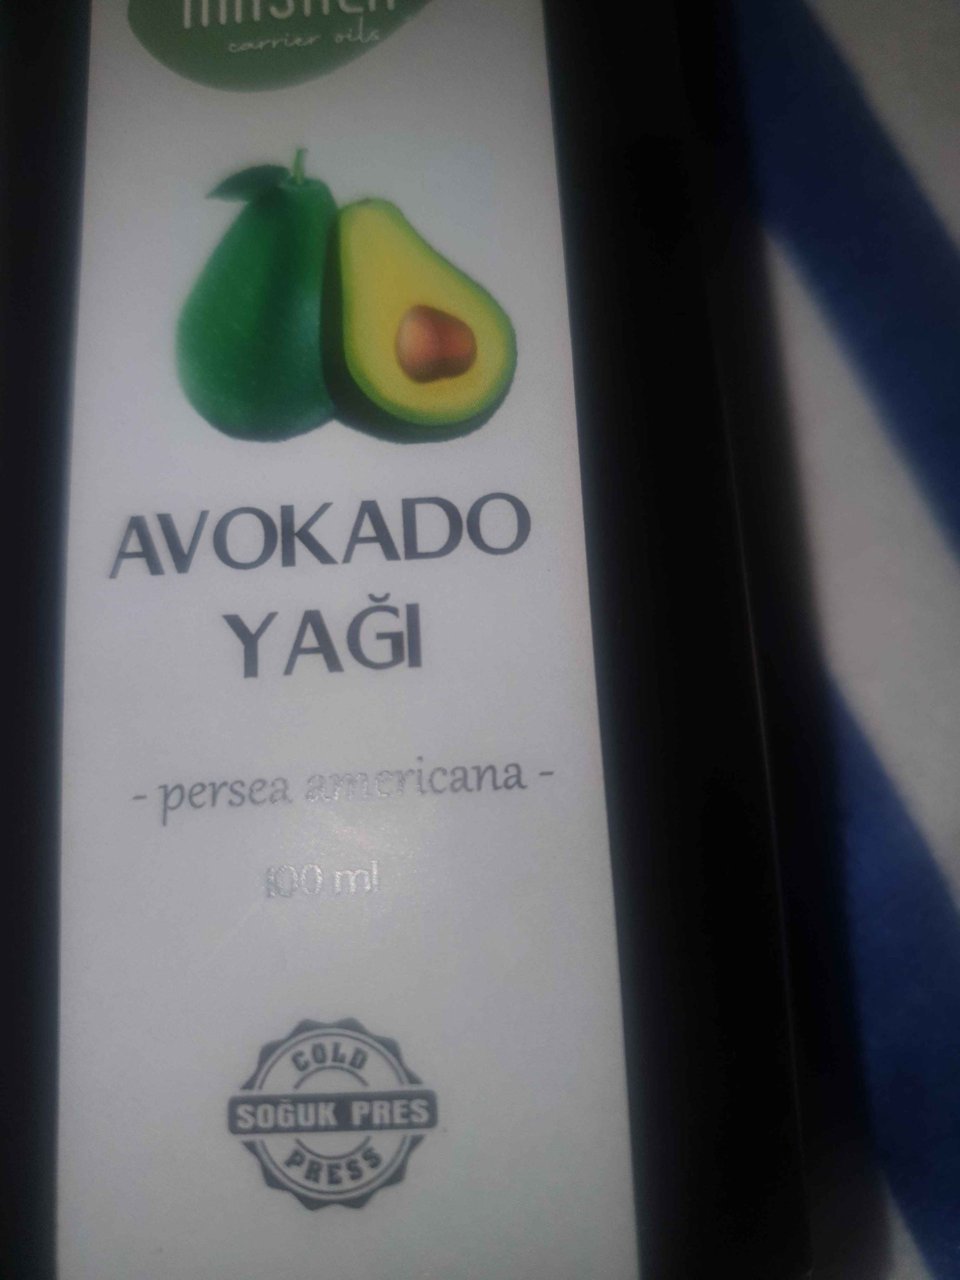 carrier oils
AVOKADO
YAĞI
- persea americana -
100 ml
COLD
SOĞUK PRES
PRESS